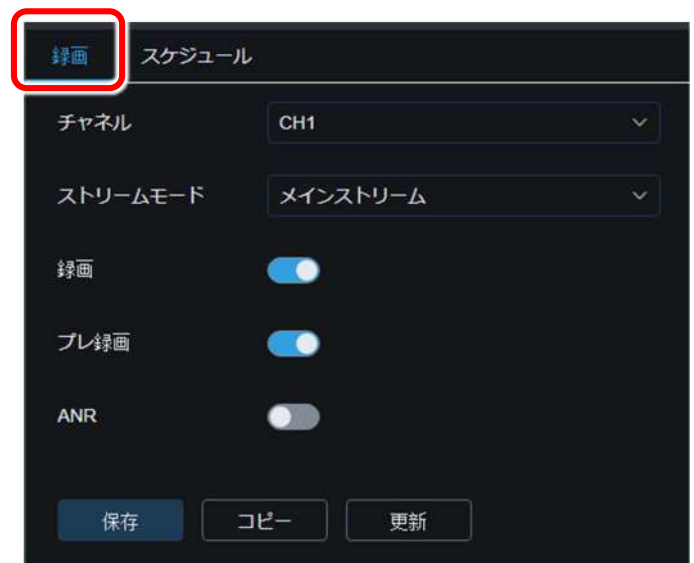 録画 スケジュール
チャネル CH1
ストリームモード メインストリーム
録画
プレ録画
ANR
保存 コピー 更新